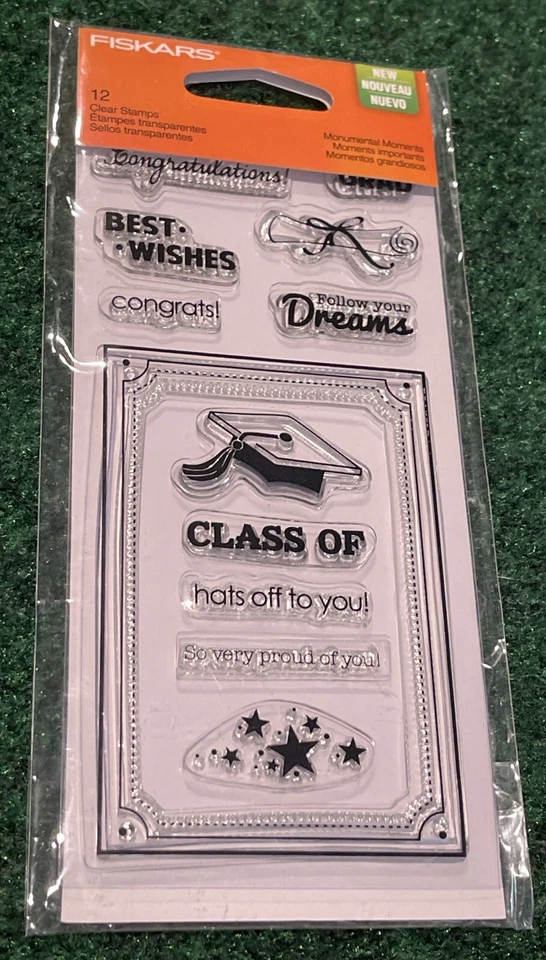 FISKARS®
12
Clear Stamps
Étampes transparentes
Sellos transparentes
NEW
NOUVEAU
NUEVO
Monumental Moments
Moments importants
Momentos grandiosos
Congratulations!
GRAD
BEST·
·WISHES
congrats!
Follow your
Dreams
CLASS OF
hats off to you!
So very proud of you!